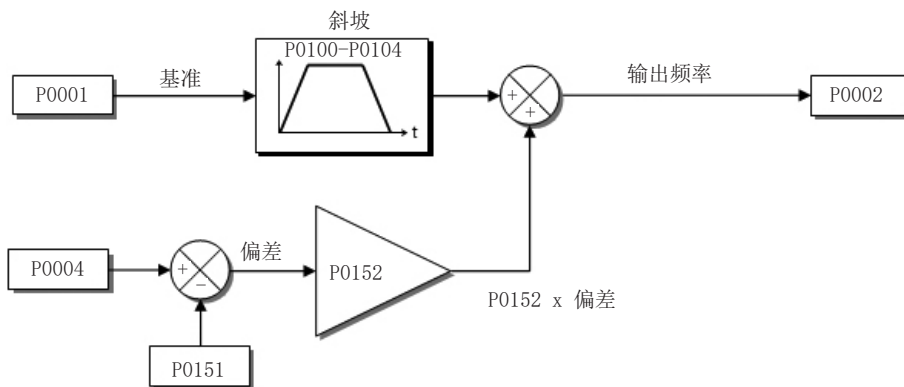 斜坡
P0100-P0104
P0001
基准
t
+
+
输出频率
P0002
P0004
+
-
偏差
P0152
P0152 x 偏差
P0151